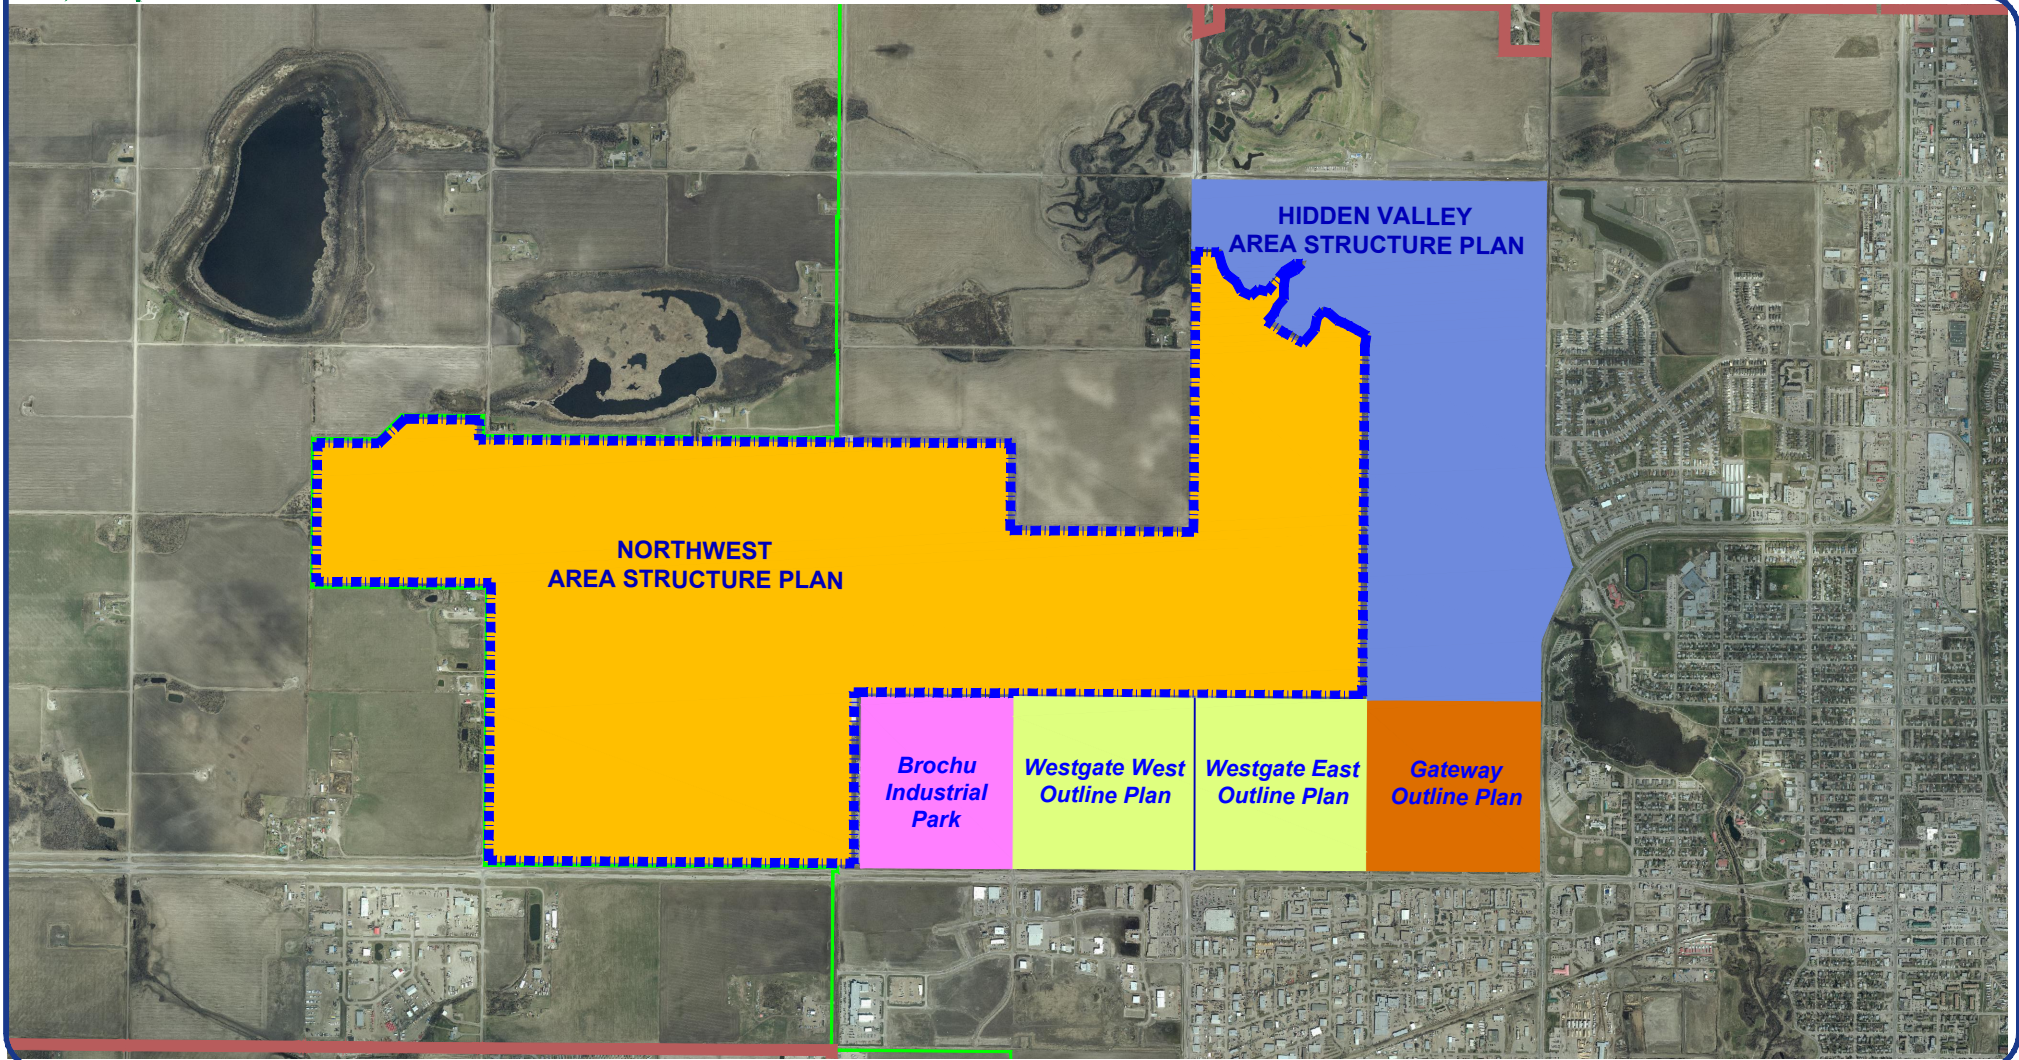 HIDDEN VALLEY
AREA STRUCTURE PLAN
NORTHWEST
AREA STRUCTURE PLAN
Brochu
Industrial
Park
Westgate West
Outline Plan
Westgate East
Outline Plan
Gateway
Outline Plan